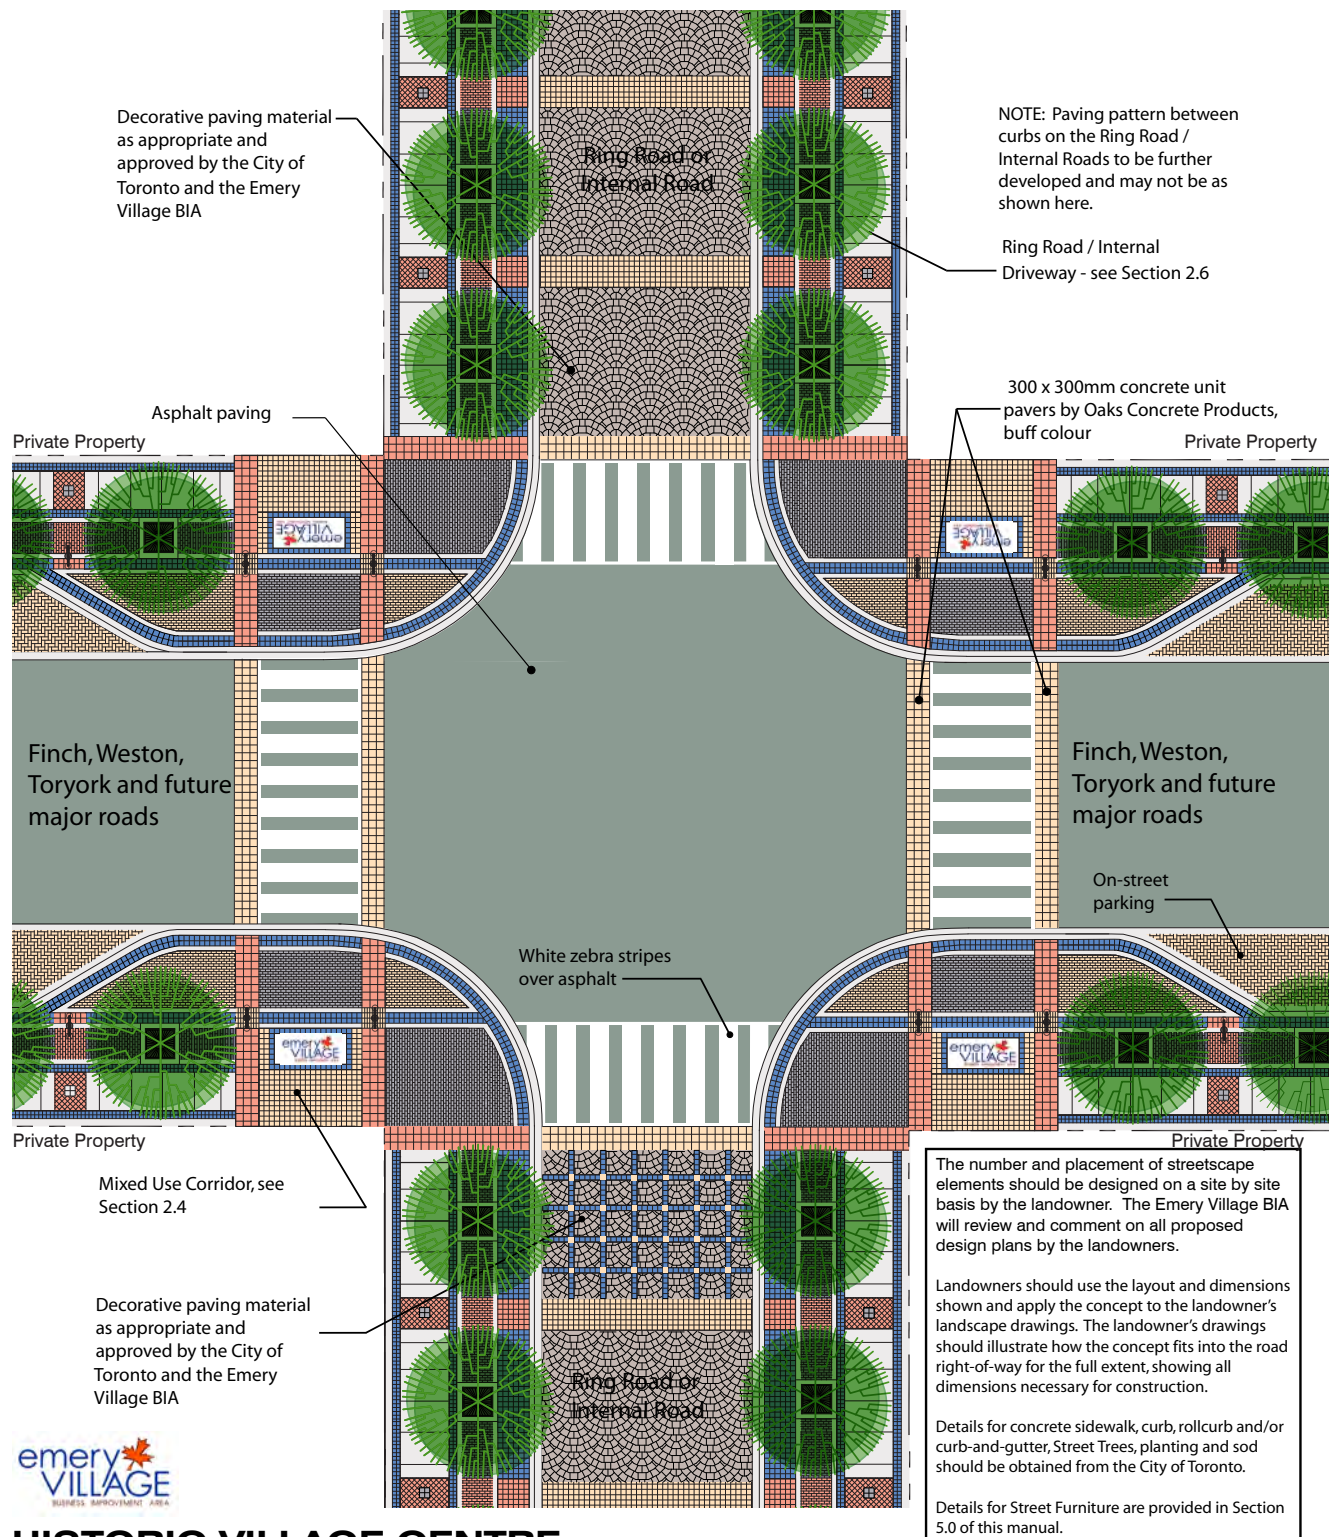 Decorative paving material
as appropriate and
approved by the City of
Toronto and the Emery
Village BIA
Ring Road or
Internal Road
NOTE: Paving pattern between
curbs on the Ring Road /
Internal Roads to be further
developed and may not be as
shown here.
Ring Road / Internal
Driveway - see Section 2.6
300 x 300mm concrete unit
pavers by Oaks Concrete Products,
buff colour
Asphalt paving
Private Property
Private Property
emery
VILLAGE
emery
VILLAGE
Finch, Weston,
Toryork and future
major roads
Finch, Weston,
Toryork and future
major roads
On-street
parking
White zebra stripes
over asphalt
emery
VILLAGE
emery
VILLAGE
Private Property
Private Property
Mixed Use Corridor, see
Section 2.4
Decorative paving material
as appropriate and
approved by the City of
Toronto and the Emery
Village BIA
Ring Road or
Internal Road
The number and placement of streetscape
elements should be designed on a site by site
basis by the landowner. The Emery Village BIA
will review and comment on all proposed
design plans by the landowners.
Landowners should use the layout and dimensions
shown and apply the concept to the landowner's
landscape drawings. The landowner's drawings
should illustrate how the concept fits into the road
right-of-way for the full extent, showing all
dimensions necessary for construction.
Details for concrete sidewalk, curb, rollcurb and/or
curb-and-gutter, Street Trees, planting and sod
should be obtained from the City of Toronto.
Details for Street Furniture are provided in Section
5.0 of this manual.
emery
VILLAGE
BUSINESS IMPROVEMENT AREA
HISTORIC VILLAGE CENTRE